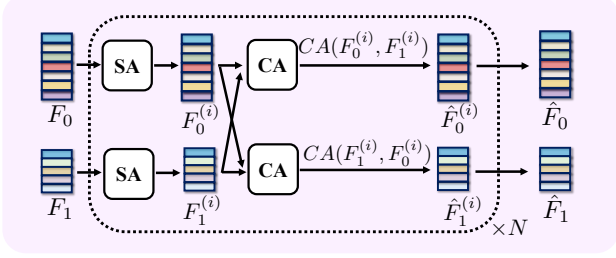 SA
CA
$CA(F_0^{(i)}, F_1^{(i)})$
$F_0$
$F_0^{(i)}$
$\hat{F}_0^{(i)}$
$\hat{F}_0$
SA
CA
$CA(F_1^{(i)}, F_0^{(i)})$
$F_1$
$F_1^{(i)}$
$\hat{F}_1^{(i)}$
$\hat{F}_1$
$\times N$